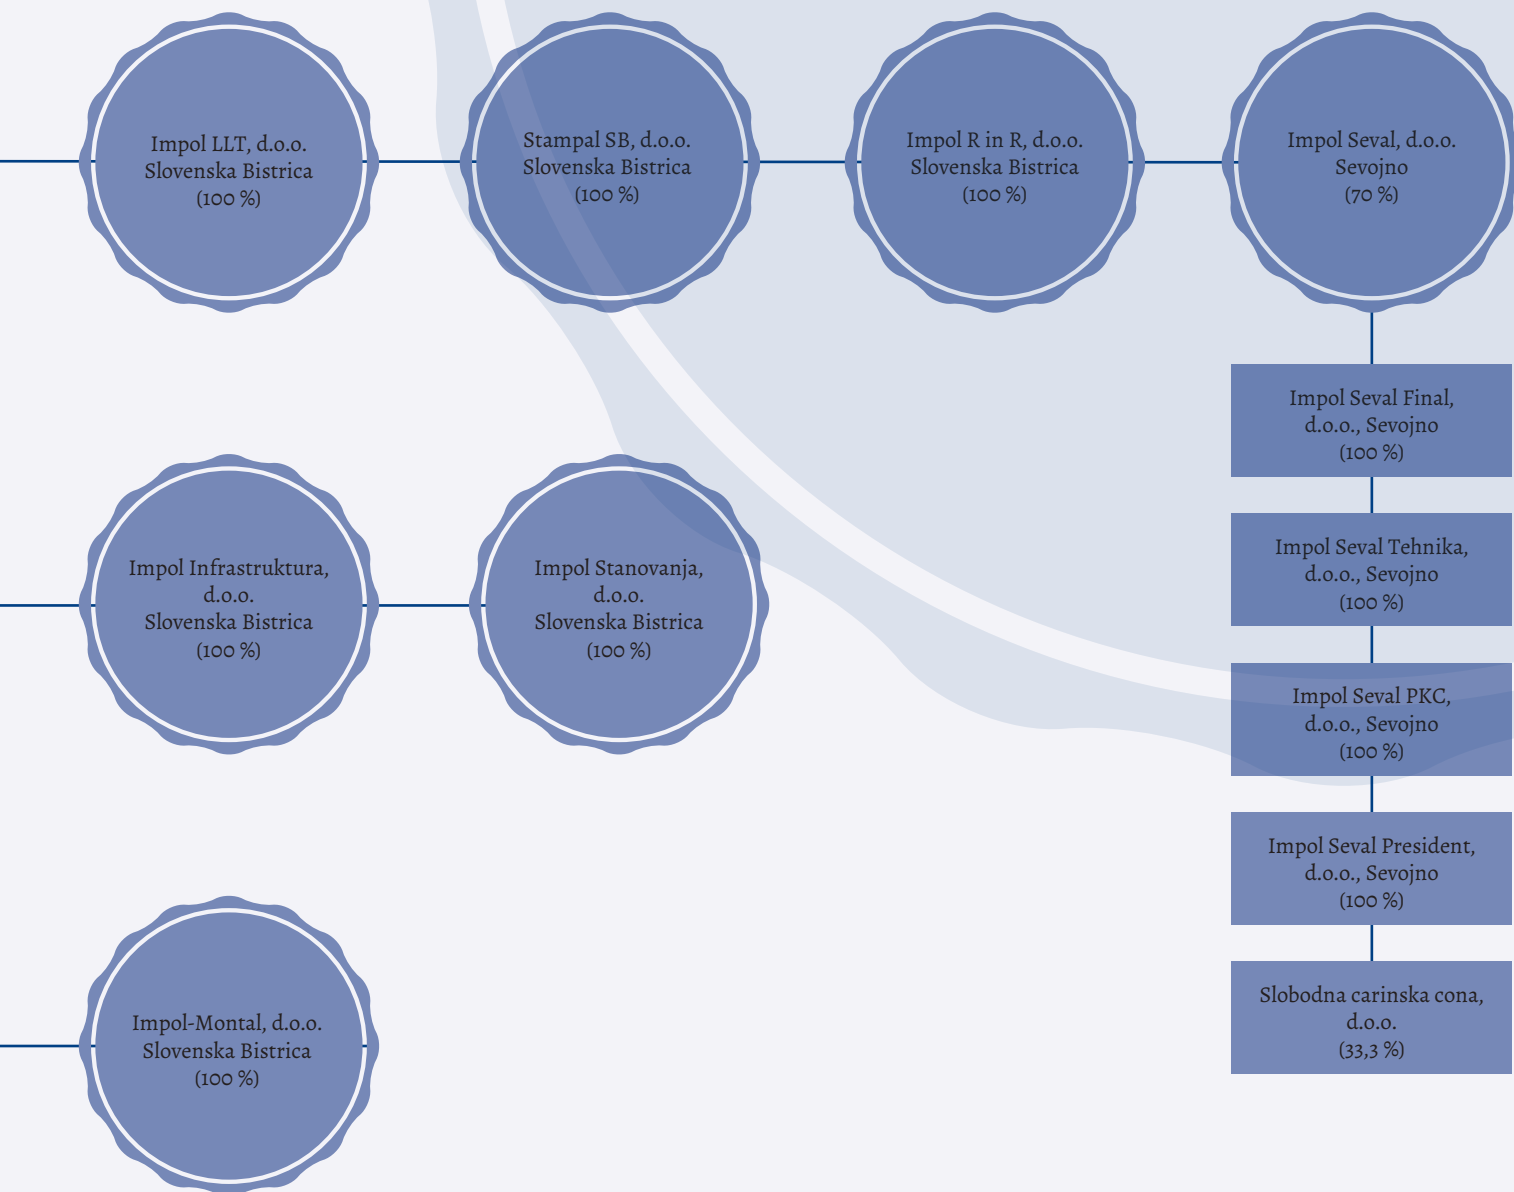 Impol LLT, d.o.o.
Slovenska Bistrica
(100 %)
Stampal SB, d.o.o.
Slovenska Bistrica
(100 %)
Impol R in R, d.o.o.
Slovenska Bistrica
(100 %)
Impol Seval, d.o.o.
Sevojno
(70 %)
Impol Seval Final,
d.o.o., Sevojno
(100 %)
Impol Seval Tehnika,
d.o.o., Sevojno
(100 %)
Impol Seval PKC,
d.o.o., Sevojno
(100 %)
Impol Seval President,
d.o.o., Sevojno
(100 %)
Slobodna carinska cona,
d.o.o.
(33,3 %)
Impol Infrastruktura,
d.o.o.
Slovenska Bistrica
(100 %)
Impol Stanovanja,
d.o.o.
Slovenska Bistrica
(100 %)
Impol-Montal, d.o.o.
Slovenska Bistrica
(100 %)